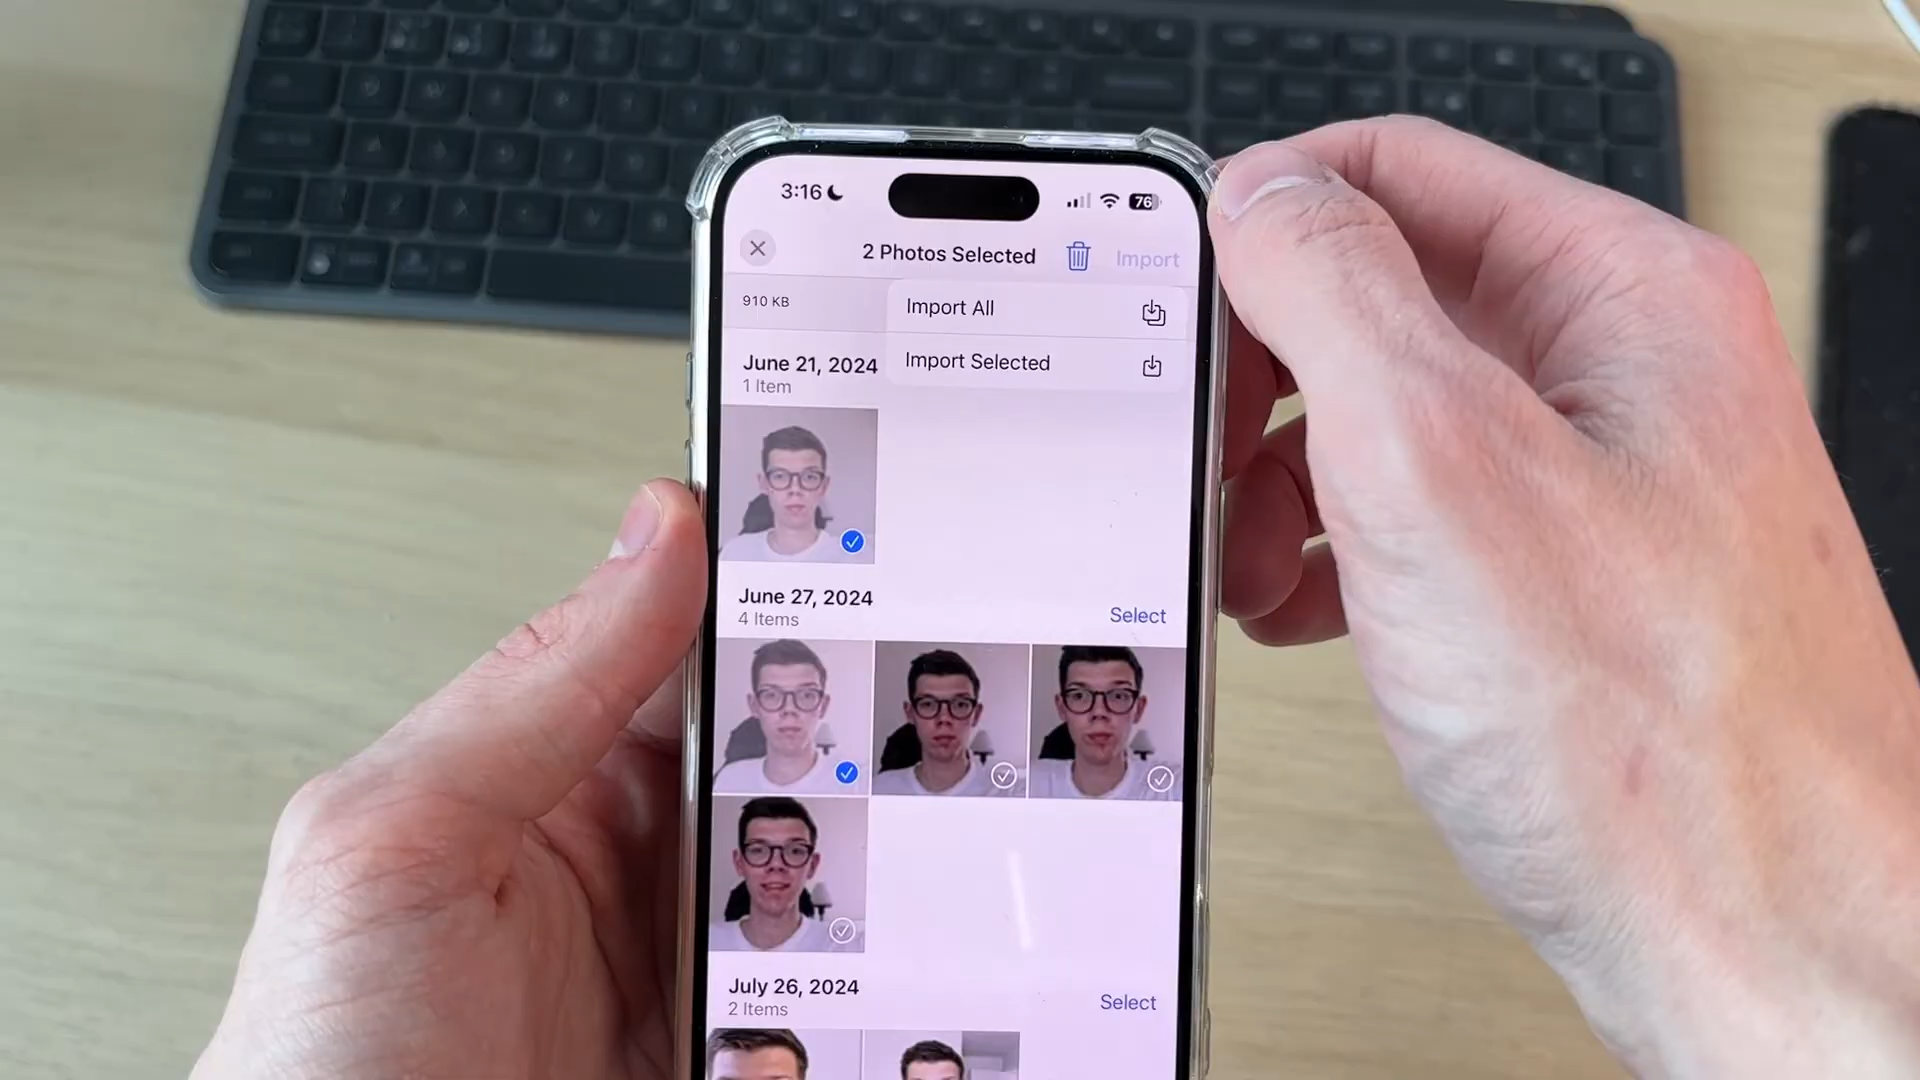 3:16
76
2 Photos Selected
Import
910 KB
Import All
Import Selected
June 21, 2024
1 Item
June 27, 2024
4 Items
Select
July 26, 2024
2 Items
Select